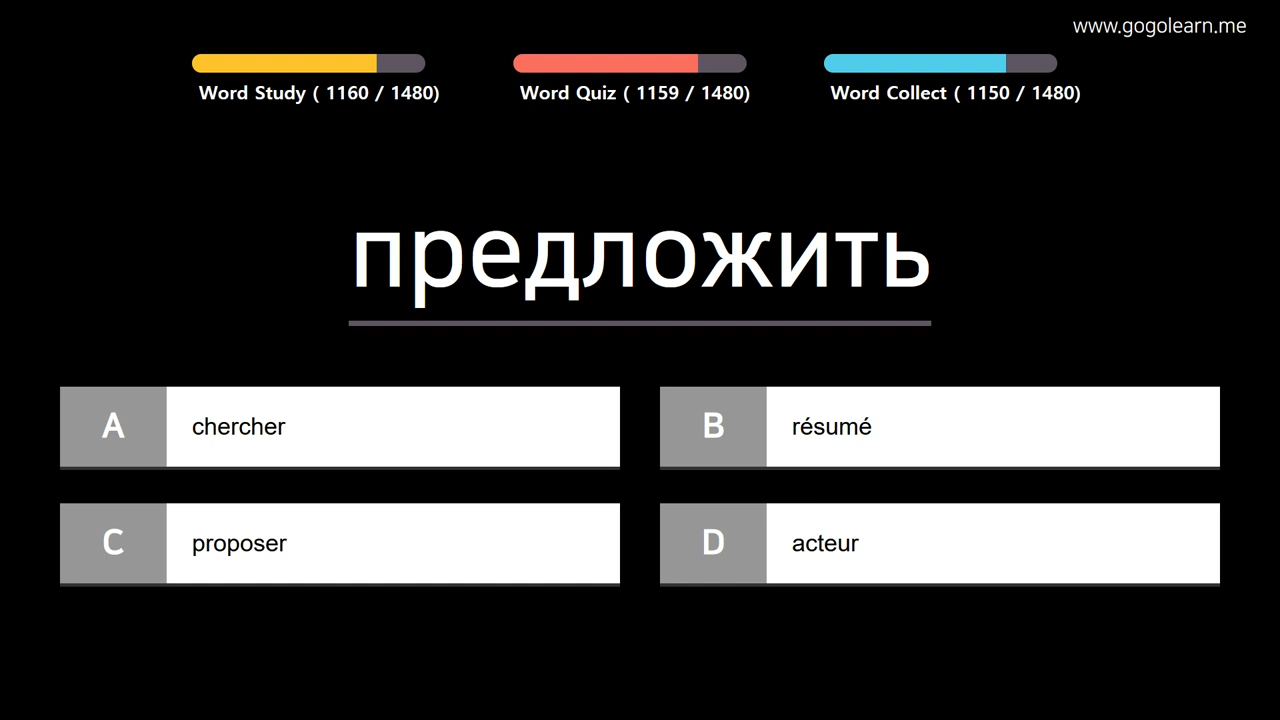 www.gogolearn.me
Word Study ( 1160 / 1480)
Word Quiz ( 1159 / 1480)
Word Collect ( 1150 / 1480)
предложить
A chercher
B résumé
C proposer
D acteur